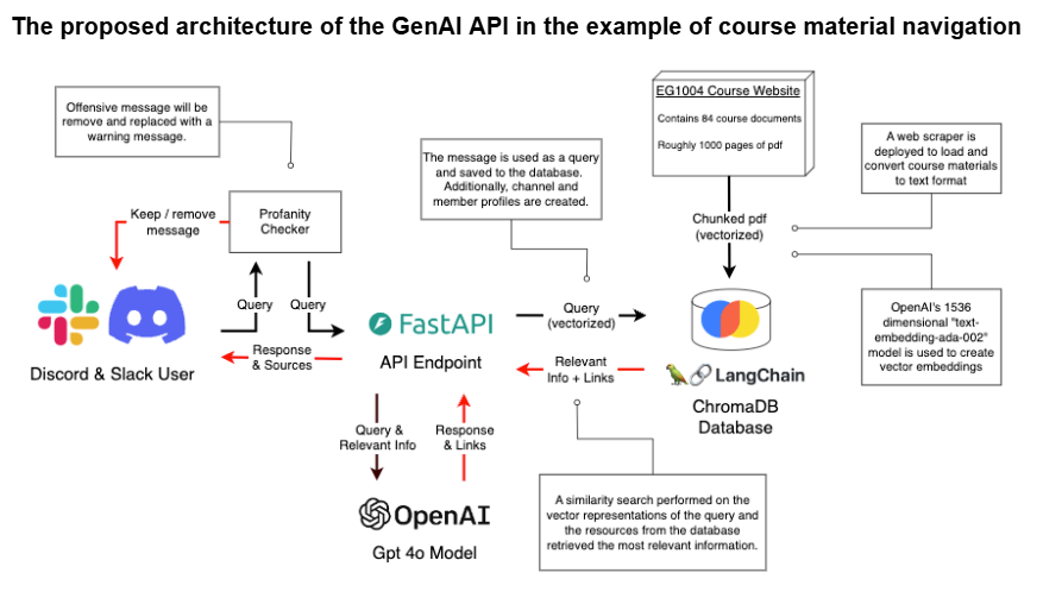 The proposed architecture of the GenAI API in the example of course material navigation
Offensive message will be
remove and replaced with a
warning message.
EG1004 Course Website
Contains 84 course documents
Roughly 1000 pages of pdf
A web scraper is
deployed to load and
convert course materials
to text format
The message is used as a query
and saved to the database.
Additionally, channel and
member profiles are created.
Keep / remove
message
Profanity
Checker
Chunked pdf
(vectorized)
Query
Query
Query
(vectorized)
FastAPI
API Endpoint
Response
& Sources
Discord & Slack User
Relevant
Info + Links
LangChain
ChromaDB
Database
OpenAI's 1536
dimensional "text-
embedding-ada-002"
model is used to create
vector embeddings
Query &
Relevant Info
Response
& Links
OpenAI
Gpt 4o Model
A similarity search performed on the
vector representations of the query and
the resources from the database
retrieved the most relevant information.